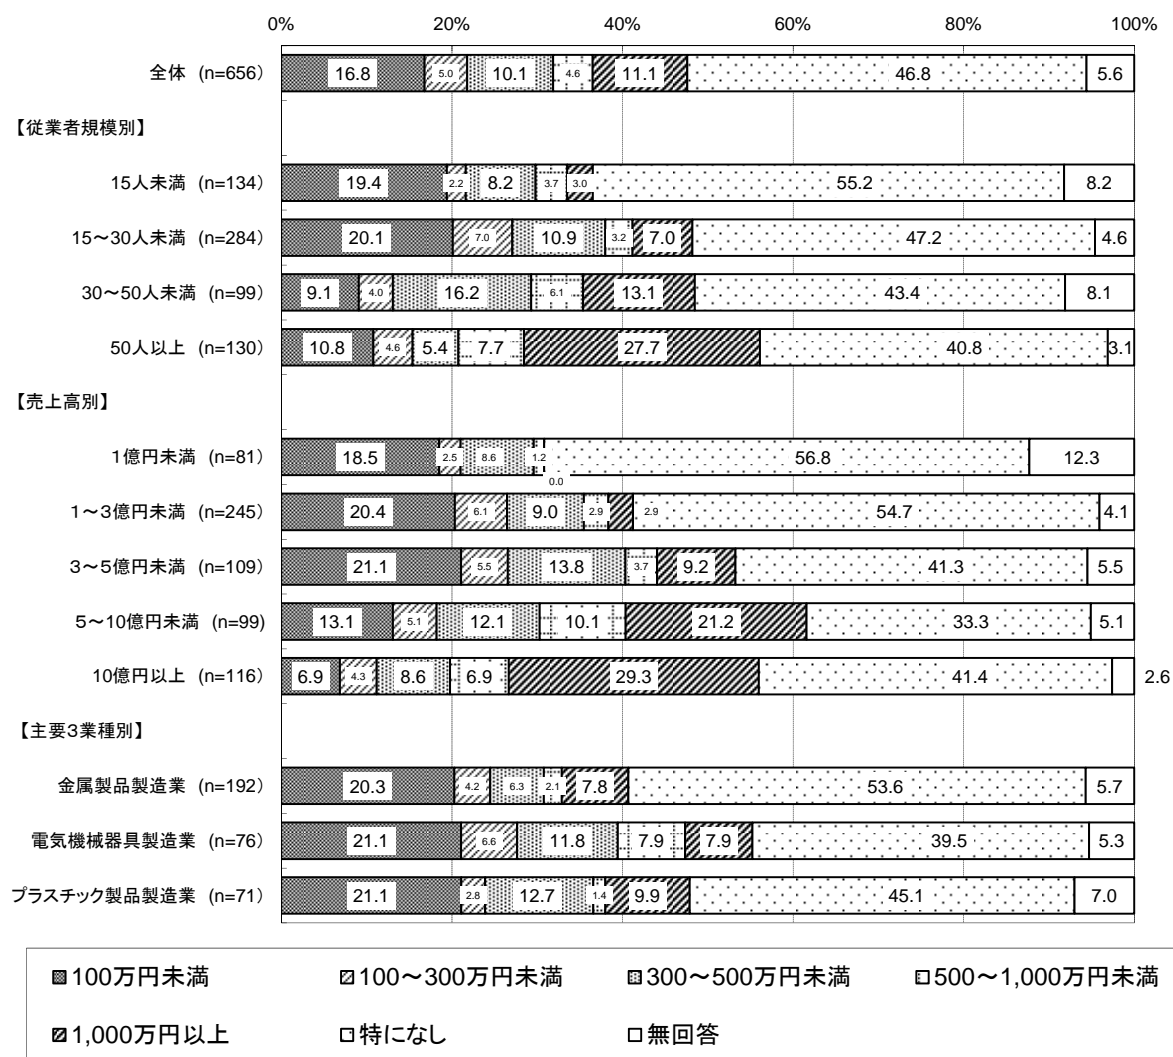 0% 20% 40% 60% 80% 100%
全体 (n=656) 16.8 5.0 10.1 4.6 11.1 46.8 5.6
【従業者規模別】
15人未満 (n=134) 19.4 2.2 8.2 3.7 3.0 55.2 8.2
15～30人未満 (n=284) 20.1 7.0 10.9 3.2 7.0 47.2 4.6
30～50人未満 (n=99) 9.1 4.0 16.2 6.1 13.1 43.4 8.1
50人以上 (n=130) 10.8 4.6 5.4 7.7 27.7 40.8 3.1
【売上高別】
１億円未満 (n=81) 18.5 2.5 8.6 1.2 0.0 56.8 12.3
１～３億円未満 (n=245) 20.4 6.1 9.0 2.9 2.9 54.7 4.1
３～５億円未満 (n=109) 21.1 5.5 13.8 3.7 9.2 41.3 5.5
５～10億円未満 (n=99) 13.1 5.1 12.1 10.1 21.2 33.3 5.1
10億円以上 (n=116) 6.9 4.3 8.6 6.9 29.3 41.4 2.6
【主要３業種別】
金属製品製造業 (n=192) 20.3 4.2 6.3 2.1 7.8 53.6 5.7
電気機械器具製造業 (n=76) 21.1 6.6 11.8 7.9 7.9 39.5 5.3
プラスチック製品製造業 (n=71) 21.1 2.8 12.7 1.4 9.9 45.1 7.0
100万円未満 100～300万円未満 300～500万円未満 500～1,000万円未満
1,000万円以上 特になし 無回答